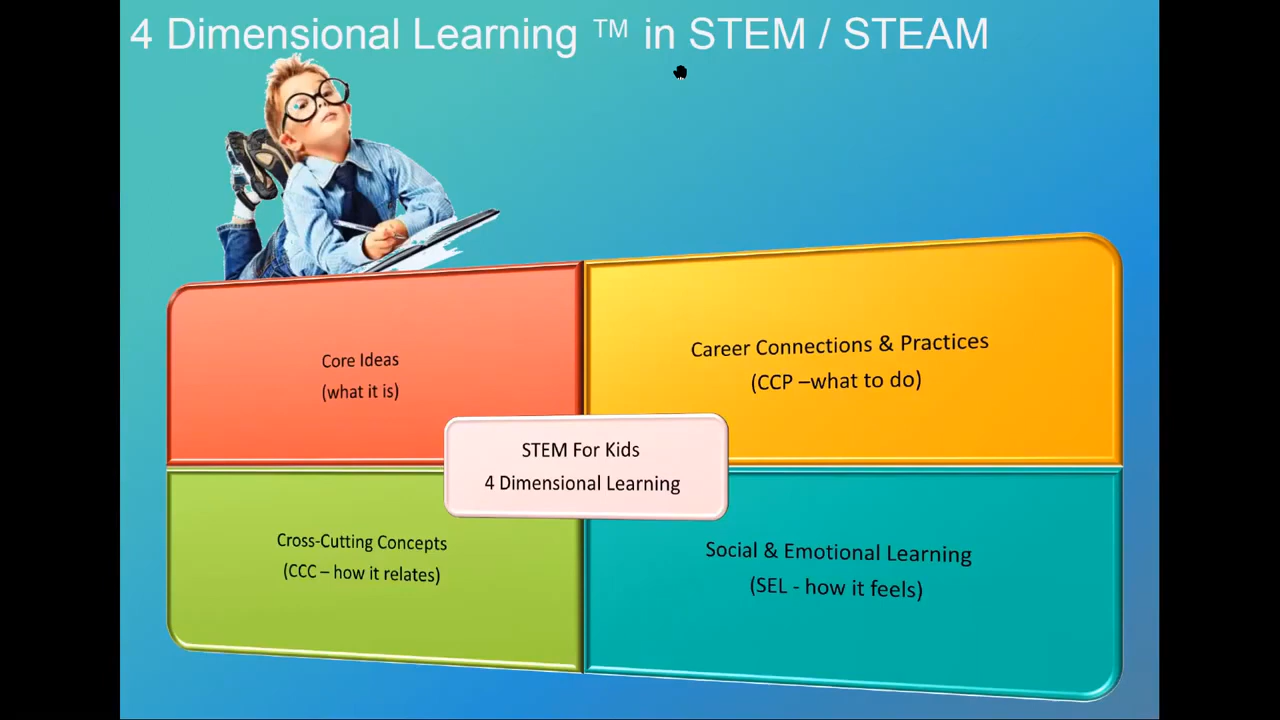 4 Dimensional Learning ™ in STEM / STEAM
Core Ideas
(what it is)
Career Connections & Practices
(CCP –what to do)
STEM For Kids
4 Dimensional Learning
Cross-Cutting Concepts
(CCC – how it relates)
Social & Emotional Learning
(SEL - how it feels)